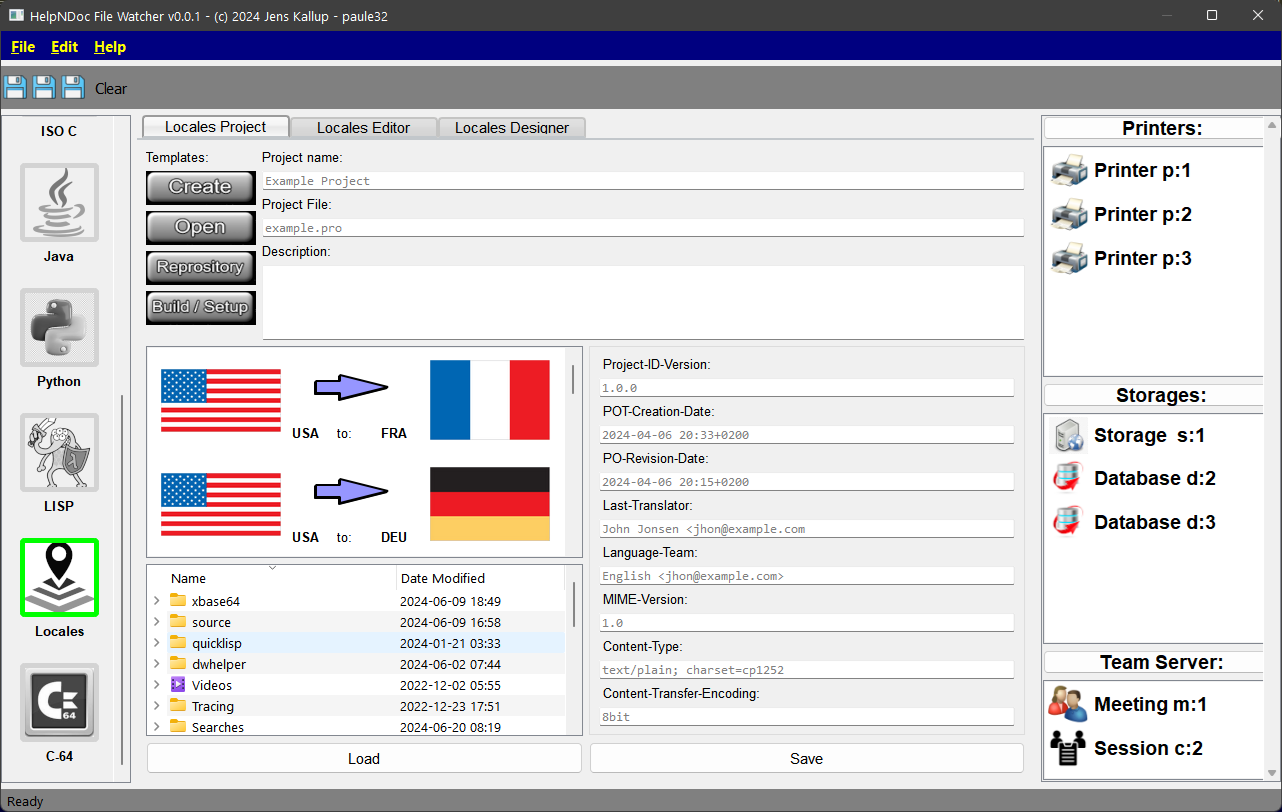 HelpNDoc File Watcher v0.0.1 - (c) 2024 Jens Kallup - paule32
File Edit Help
Clear
ISO C
Java
Python
LISP
Locales
C-64
64
Locales Project Locales Editor Locales Designer
Templates:
Create
Open
Reprository
Build / Setup
Project name:
Example Project
Project File:
example.pro
Description:
USA to: FRA
USA to: DEU
Name Date Modified
xbase64 2024-06-09 18:49
source 2024-06-09 16:58
quicklisp 2024-01-21 03:33
dwhelper 2024-06-02 07:44
Videos 2022-12-02 05:55
Tracing 2022-12-23 17:51
Searches 2024-06-20 08:19
Load
Project-ID-Version:
1.0.0
POT-Creation-Date:
2024-04-06 20:33+0200
PO-Revision-Date:
2024-04-06 20:15+0200
Last-Translator:
John Jonsen <jhon@example.com
Language-Team:
English <jhon@example.com>
MIME-Version:
1.0
Content-Type:
text/plain; charset=cp1252
Content-Transfer-Encoding:
8bit
Save
Printers:
Printer p:1
Printer p:2
Printer p:3
Storages:
Storage s:1
Database d:2
Database d:3
Team Server:
Meeting m:1
Session c:2
Ready